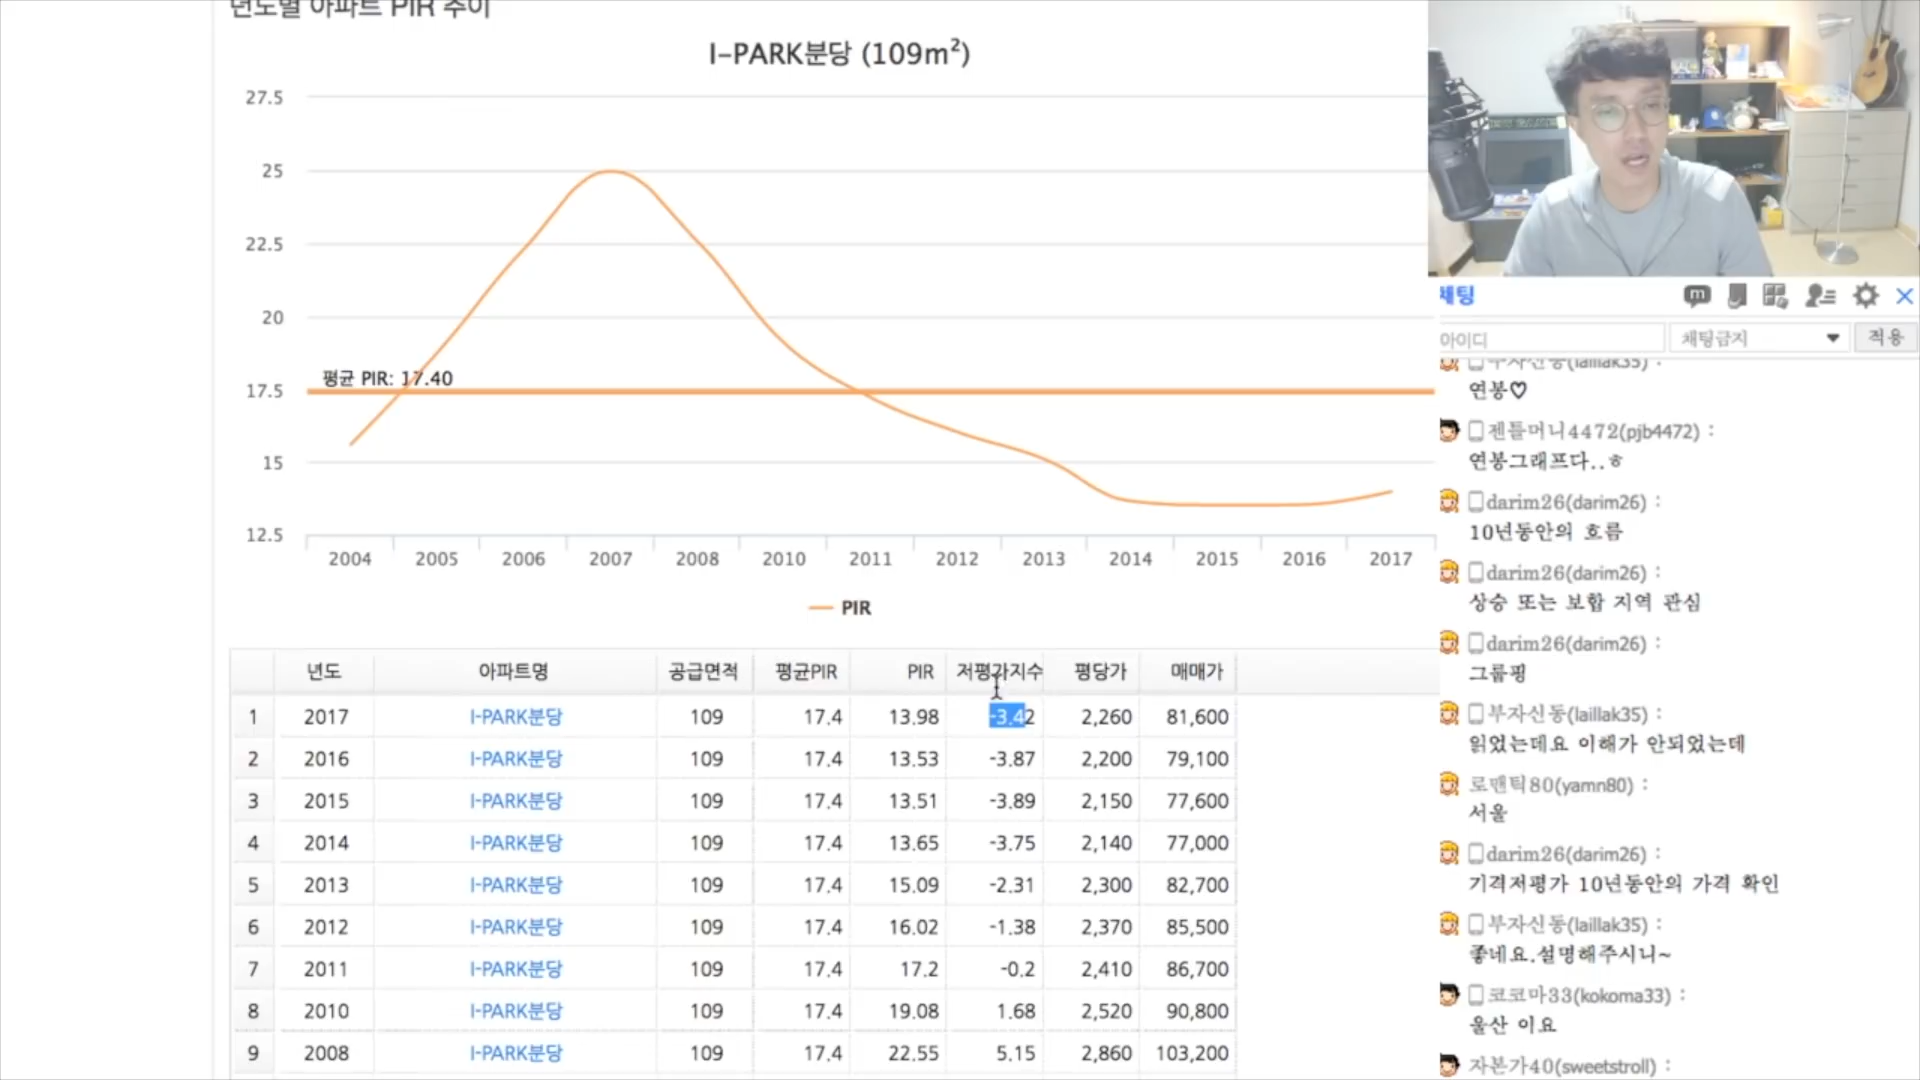 년도별 아파트 PIR 추이
I-PARK분당 (109m²)
27.5
25
22.5
20
평균 PIR: 17.40
17.5
15
12.5
2004 2005 2006 2007 2008 2010 2011 2012 2013 2014 2015 2016 2017
PIR
년도 아파트명 공급면적 평균PIR PIR 저평가지수 평당가 매매가
1 2017 I-PARK분당 109 17.4 13.98 -3.42 2,260 81,600
2 2016 I-PARK분당 109 17.4 13.53 -3.87 2,200 79,100
3 2015 I-PARK분당 109 17.4 13.51 -3.89 2,150 77,600
4 2014 I-PARK분당 109 17.4 13.65 -3.75 2,140 77,000
5 2013 I-PARK분당 109 17.4 15.09 -2.31 2,300 82,700
6 2012 I-PARK분당 109 17.4 16.02 -1.38 2,370 85,500
7 2011 I-PARK분당 109 17.4 17.2 -0.2 2,410 86,700
8 2010 I-PARK분당 109 17.4 19.08 1.68 2,520 90,800
9 2008 I-PARK분당 109 17.4 22.55 5.15 2,860 103,200
채팅
아이디 채팅금지 적용
부자신동(laillak35) :
연봉♡
젠틀머니4472(pjb4472) :
연봉그래프다..ㅎ
darim26(darim26) :
10년동안의 흐름
darim26(darim26) :
상승 또는 보합 지역 관심
darim26(darim26) :
그룹핑
부자신동(laillak35) :
읽었는데요 이해가 안되었는데
로맨틱80(yamn80) :
서울
darim26(darim26) :
기격저평가 10년동안의 가격 확인
부자신동(laillak35) :
좋네요.설명해주시니~
코코마33(kokoma33) :
울산 이요
자본가40(sweetstroll) :